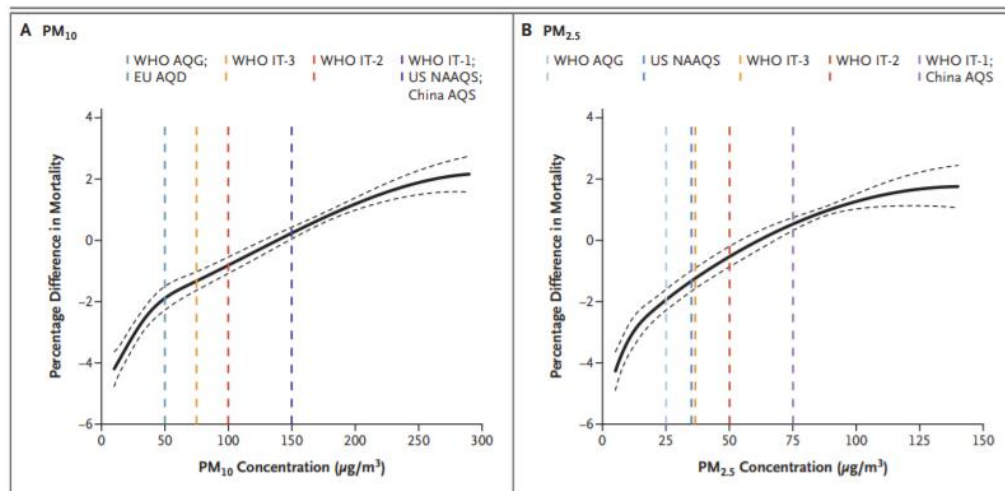 A PM10
WHO AQG;
EU AQD
WHO IT-3
WHO IT-2
WHO IT-1;
US NAAQS;
China AQS
Percentage Difference in Mortality
4
2
0
−2
−4
−6
0 50 100 150 200 250 300
PM10 Concentration (µg/m³)
B PM2.5
WHO AQG
US NAAQS
WHO IT-3
WHO IT-2
WHO IT-1;
China AQS
Percentage Difference in Mortality
4
2
0
−2
−4
−6
0 25 50 75 100 125 150
PM2.5 Concentration (µg/m³)